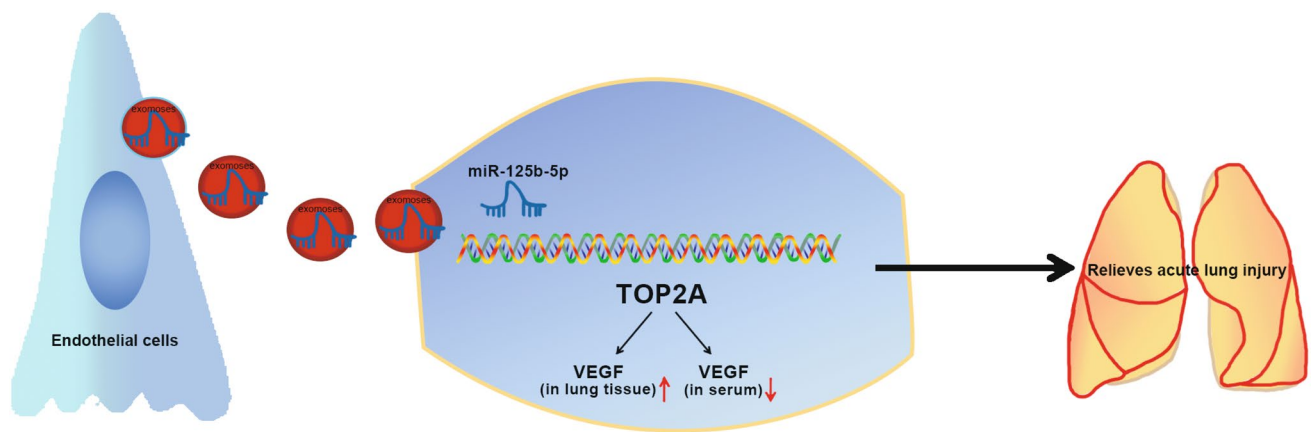 exomoses
exomoses
exomoses
exomoses
Endothelial cells
miR-125b-5p
TOP2A
VEGF
(in lung tissue)
VEGF
(in serum)
Relieves acute lung injury